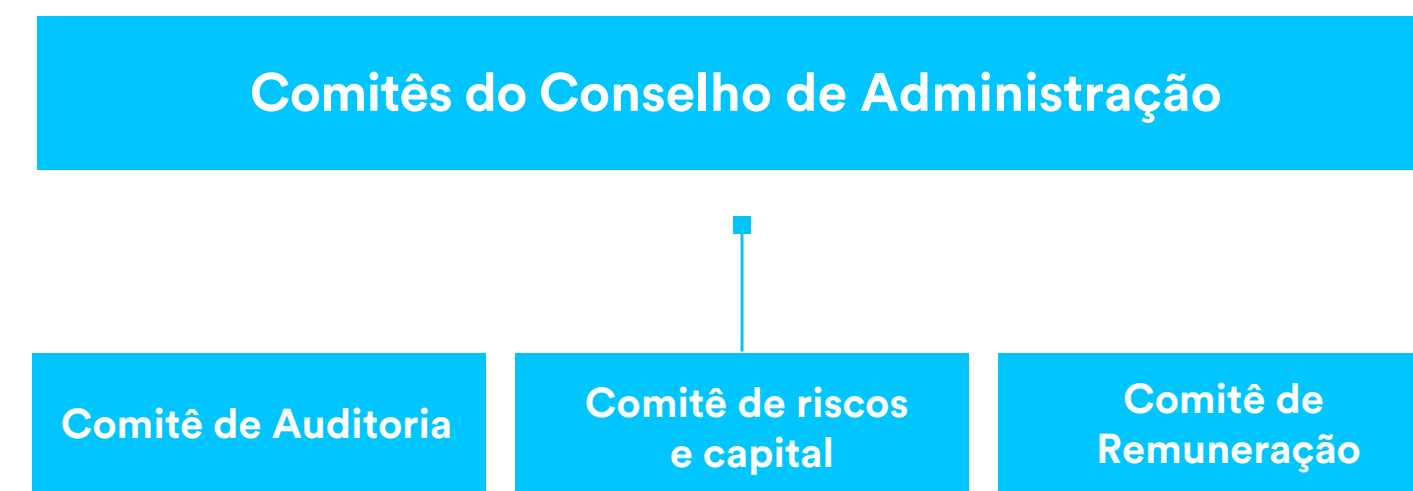 Comitês do Conselho de Administração
Comitê de Auditoria
Comitê de riscos
e capital
Comitê de
Remuneração